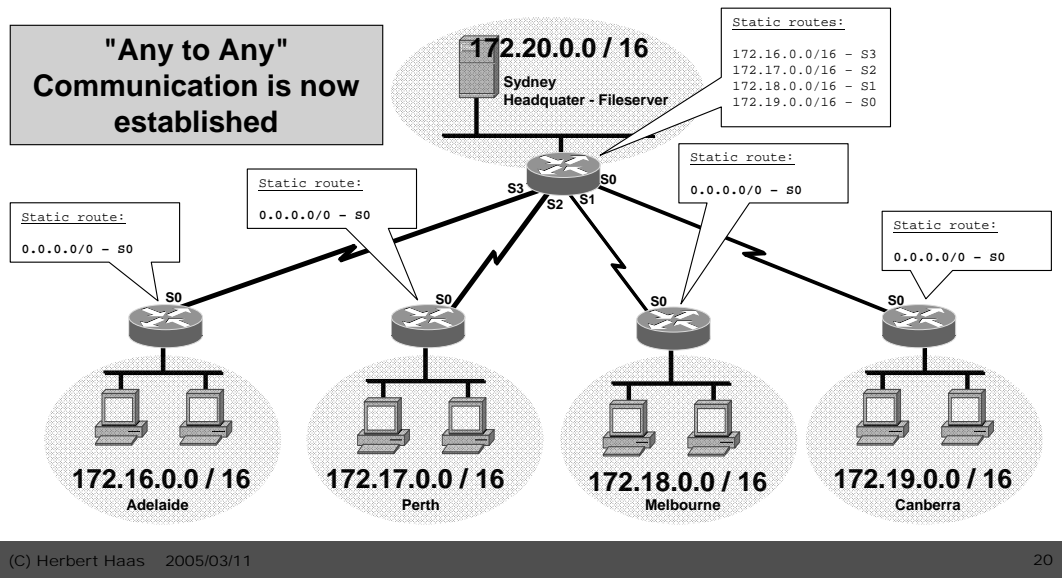 "Any to Any"
Communication is now
established
172.20.0.0 / 16
Sydney
Headquater - Fileserver
Static routes:
172.16.0.0/16 – S3
172.17.0.0/16 – S2
172.18.0.0/16 – S1
172.19.0.0/16 – S0
Static route:
0.0.0.0/0 – S0
Static route:
0.0.0.0/0 – S0
Static route:
0.0.0.0/0 – S0
Static route:
0.0.0.0/0 – S0
S3
S2
S1
S0
S0
S0
S0
S0
172.16.0.0 / 16
Adelaide
172.17.0.0 / 16
Perth
172.18.0.0 / 16
Melbourne
172.19.0.0 / 16
Canberra
(C) Herbert Haas 2005/03/11
20